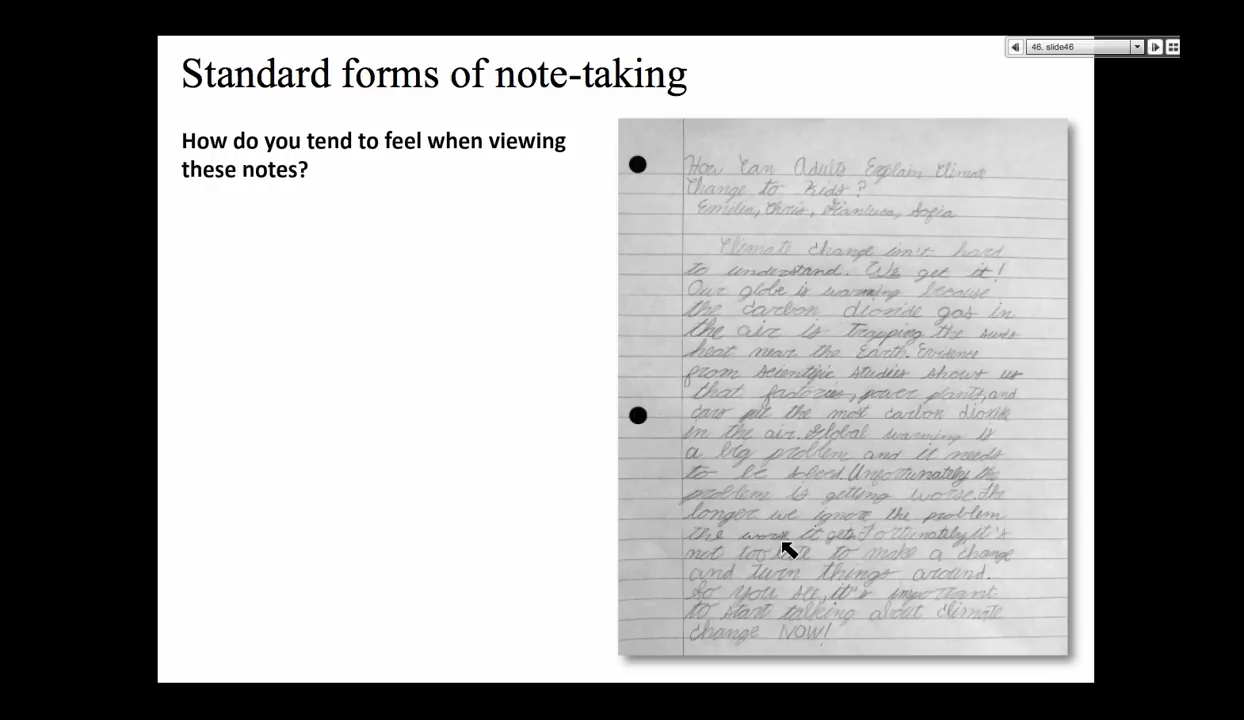 46. slide46
Standard forms of note-taking
How do you tend to feel when viewing
these notes?
How Can Adults Explain Climate
Change to Kids?
Emilia, Chris, Gianluca, Sofia
Climate change isn't hard
to understand. We get it!
Our globe is warming because
the carbon dioxide gas in
the air is trapping the suns
heat near the Earth. Evidence
from scientific studies shows us
that factories, power plants, and
cars put the most carbon dioxide
in the air. Global warming is
a big problem and it needs
to be solved. Unfortunately the
problem is getting worse. The
longer we ignore the problem
the it gets. Fortunately, it's
not too late to make a change
and turn things around.
So you see, it's important
to start talking about climate
change NOW!